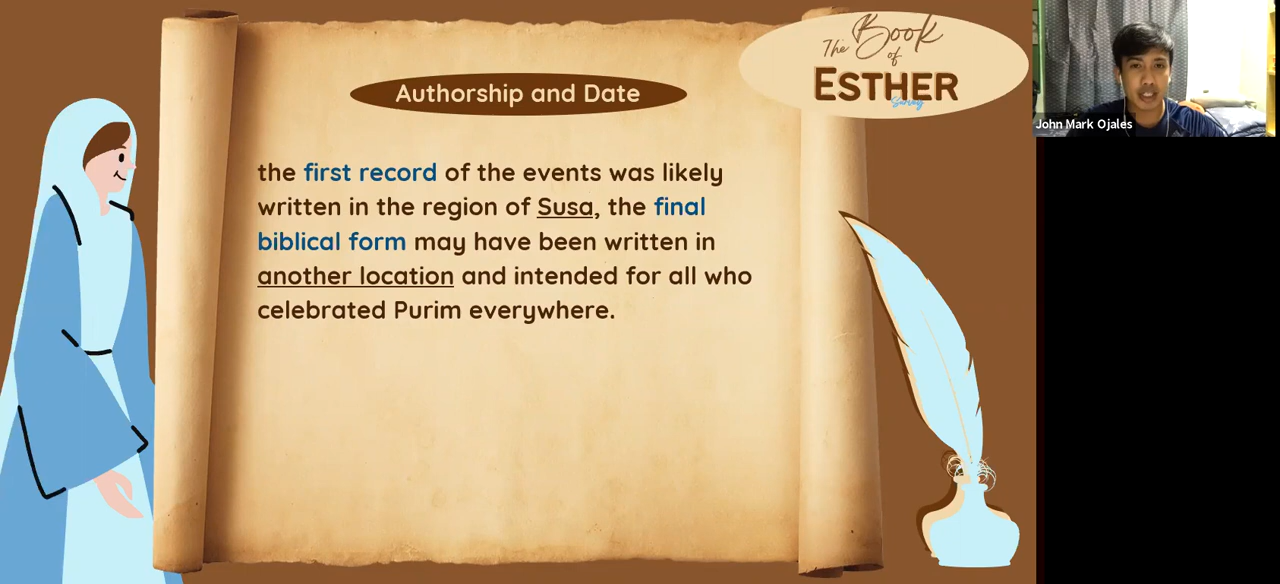 The Book
of
ESTHER
Survey
Authorship and Date
the first record of the events was likely
written in the region of Susa, the final
biblical form may have been written in
another location and intended for all who
celebrated Purim everywhere.
John Mark Ojales